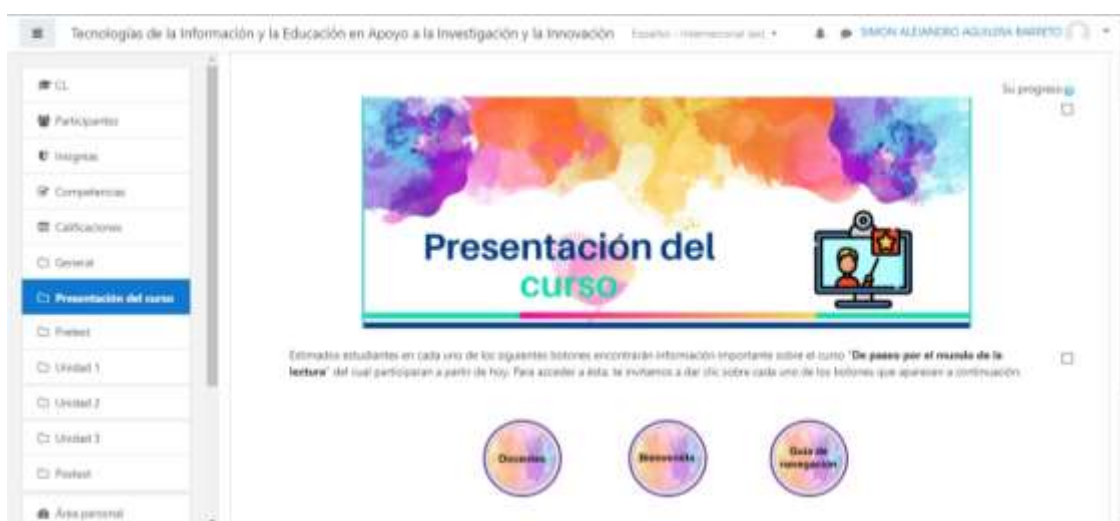 Tecnologías de la Información y la Educación en Apoyo a la Investigación y la Innovación
Español - Internacional (es)
SIMON ALEJANDRO AGUILERA BARRETO
CL
Participantes
Insignias
Competencias
Calificaciones
General
Presentación del curso
Pretest
Unidad 1
Unidad 2
Unidad 3
Postest
Área personal
Su progreso
Presentación del
curso
Estimados estudiantes en cada uno de los siguientes botones encontrarán información importante sobre el curso "De paseo por el mundo de la
lectura" del cual participaran a partir de hoy. Para acceder a ésta, te invitamos a dar clic sobre cada uno de los botones que aparecen a continuación.
Docentes
Bienvenida
Guía de
navegación